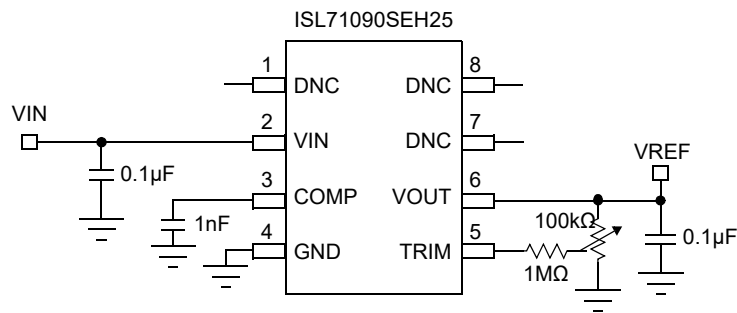 ISL71090SEH25
1
DNC
8
DNC
VIN
2
VIN
7
DNC
VREF
0.1µF
3
COMP
6
VOUT
1nF
100kΩ
0.1µF
4
GND
5
TRIM
1MΩ